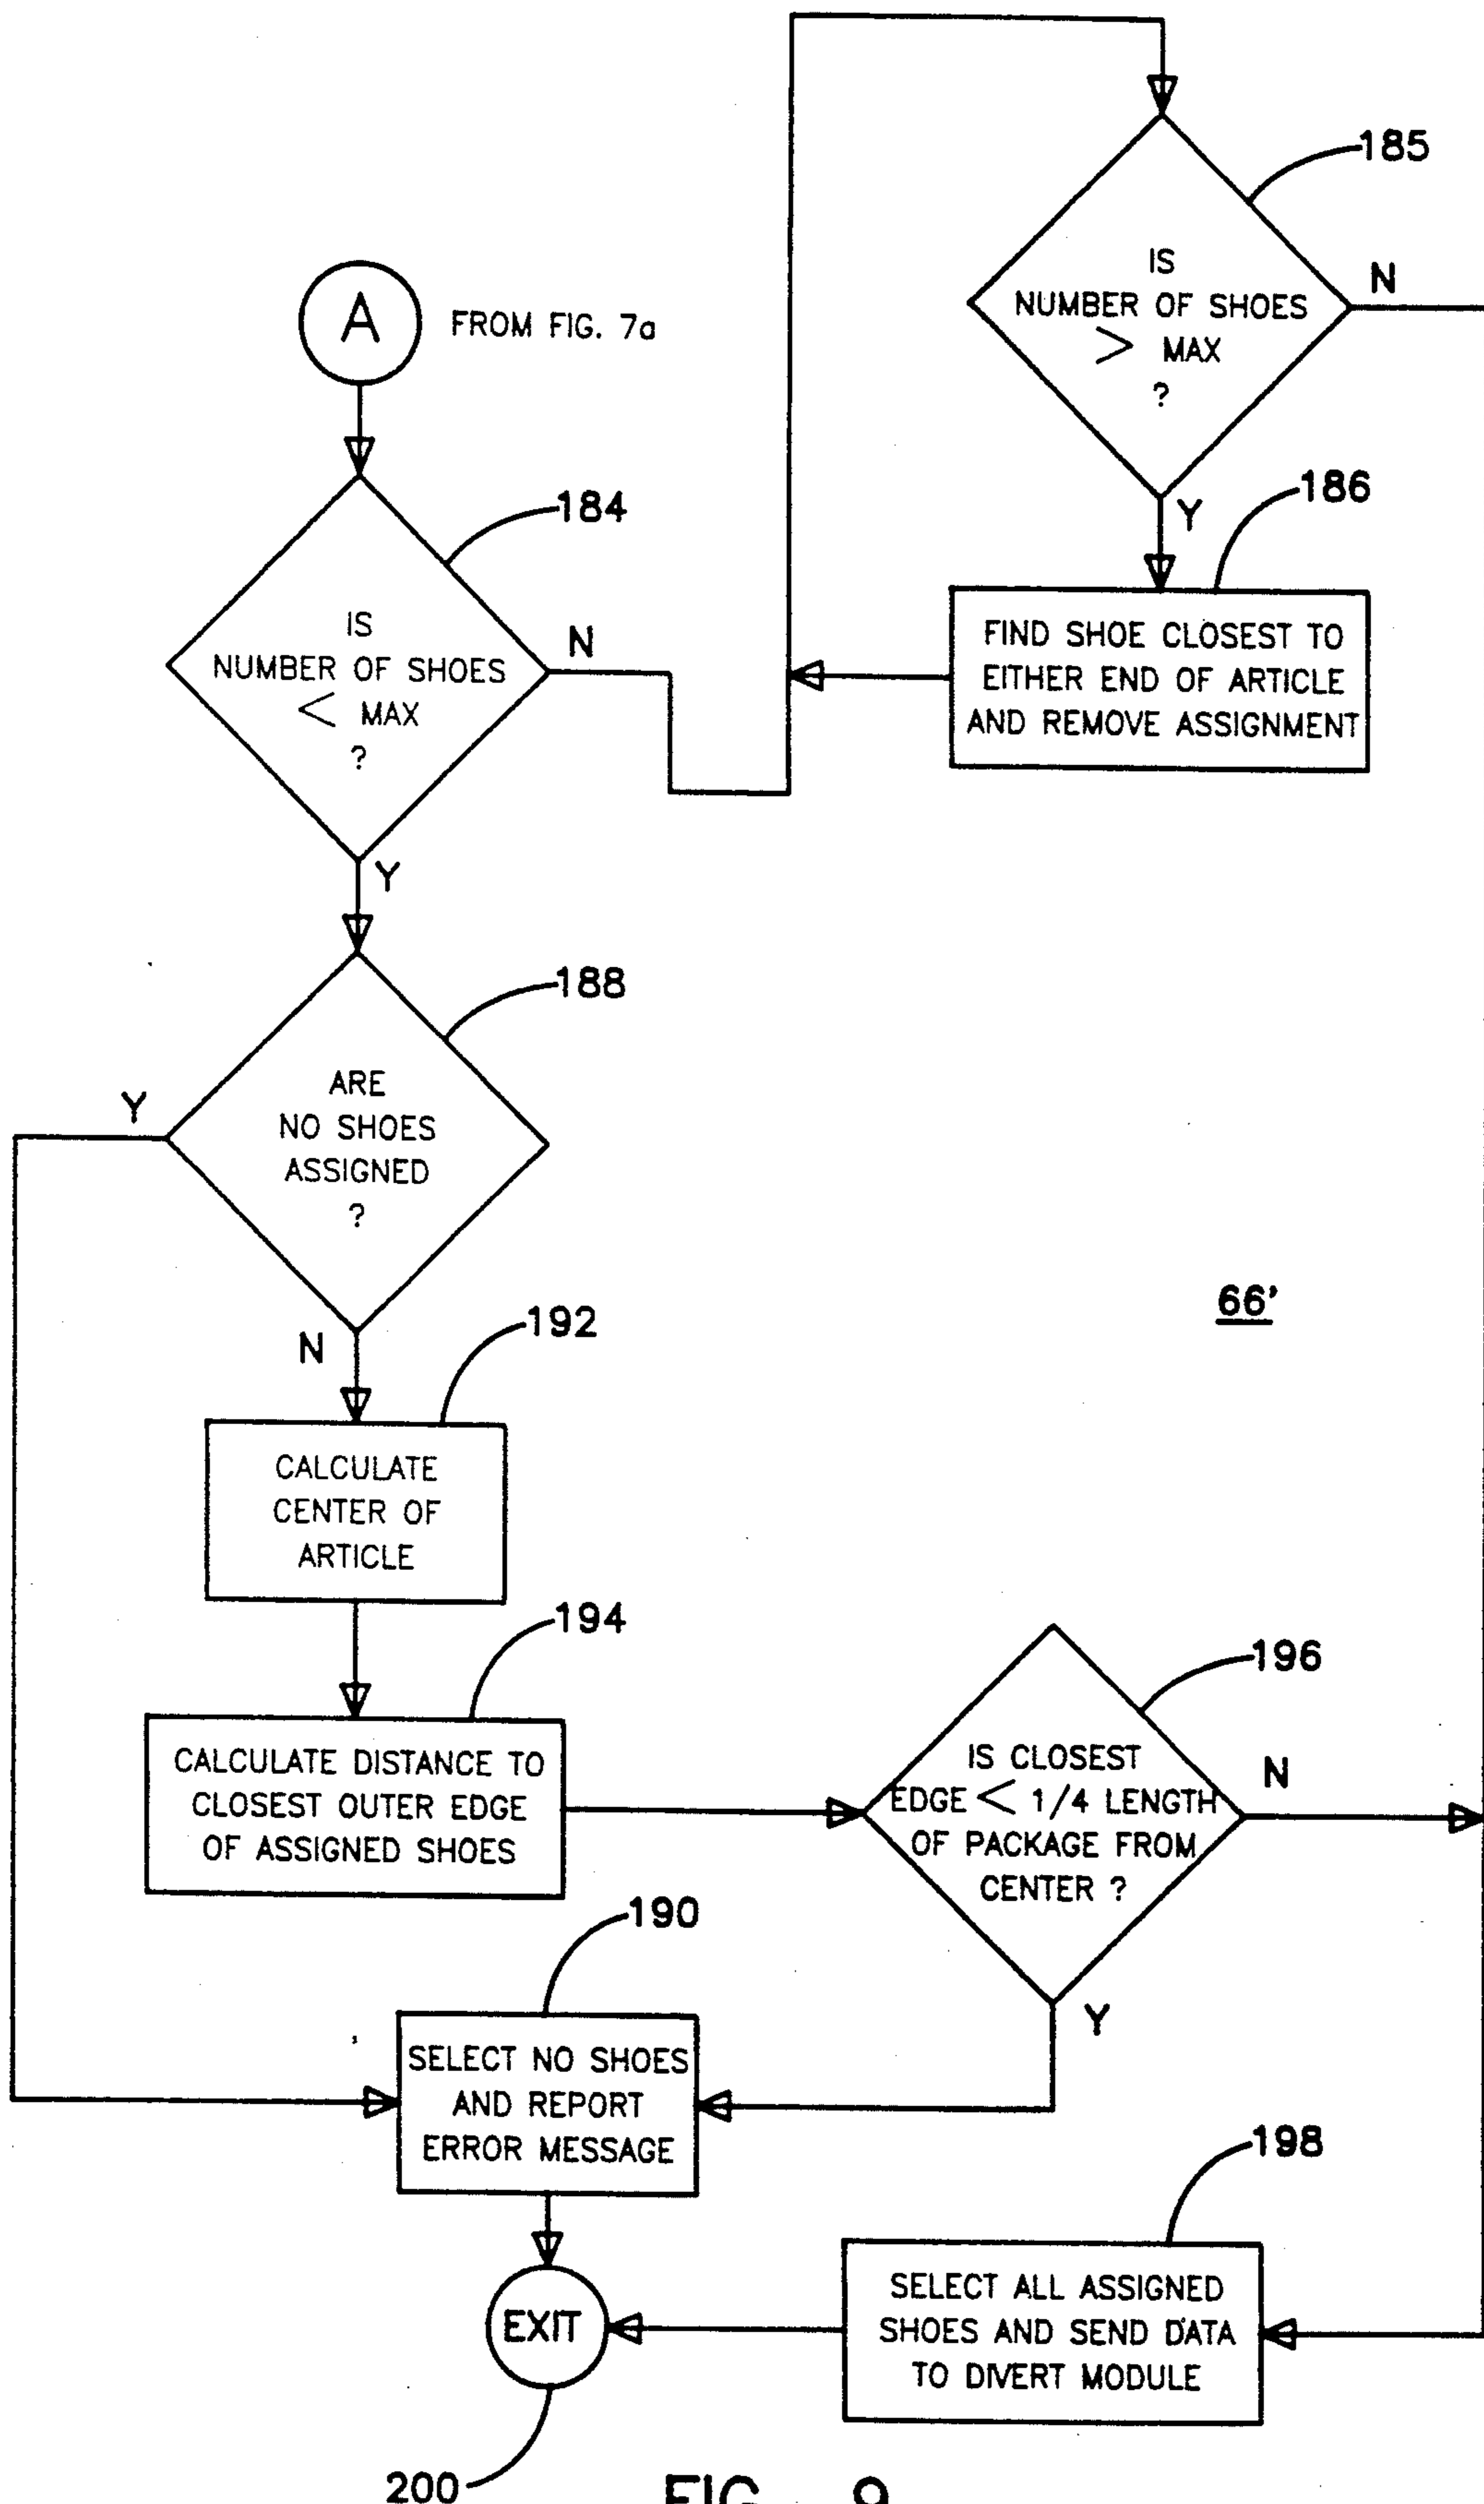 185
IS
NUMBER OF SHOES
> MAX
?
N
Y
A
FROM FIG. 7a
184
IS
NUMBER OF SHOES
< MAX
?
N
Y
186
FIND SHOE CLOSEST TO
EITHER END OF ARTICLE
AND REMOVE ASSIGNMENT
188
ARE
NO SHOES
ASSIGNED
?
Y
N
66'
192
CALCULATE
CENTER OF
ARTICLE
194
CALCULATE DISTANCE TO
CLOSEST OUTER EDGE
OF ASSIGNED SHOES
196
IS CLOSEST
EDGE < 1/4 LENGTH
OF PACKAGE FROM
CENTER ?
N
Y
190
SELECT NO SHOES
AND REPORT
ERROR MESSAGE
198
SELECT ALL ASSIGNED
SHOES AND SEND DATA
TO DIVERT MODULE
EXIT
200
FIG. 9